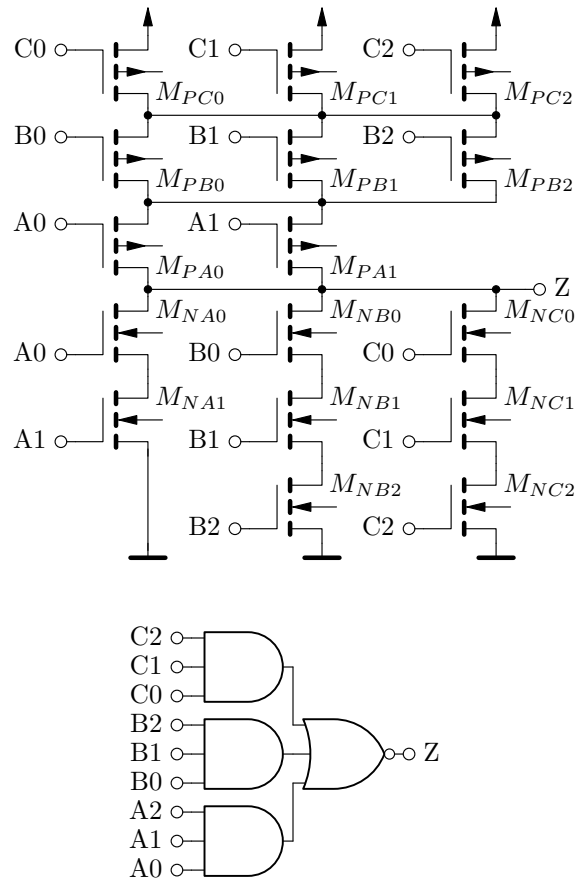 C0 C1 C2
M_PC0 M_PC1 M_PC2
B0 B1 B2
M_PB0 M_PB1 M_PB2
A0 A1
M_PA0 M_PA1
Z
M_NA0 M_NB0 M_NC0
A0 B0 C0
M_NA1 M_NB1 M_NC1
A1 B1 C1
M_NB2 M_NC2
B2 C2
C2
C1
C0
B2
B1 Z
B0
A2
A1
A0